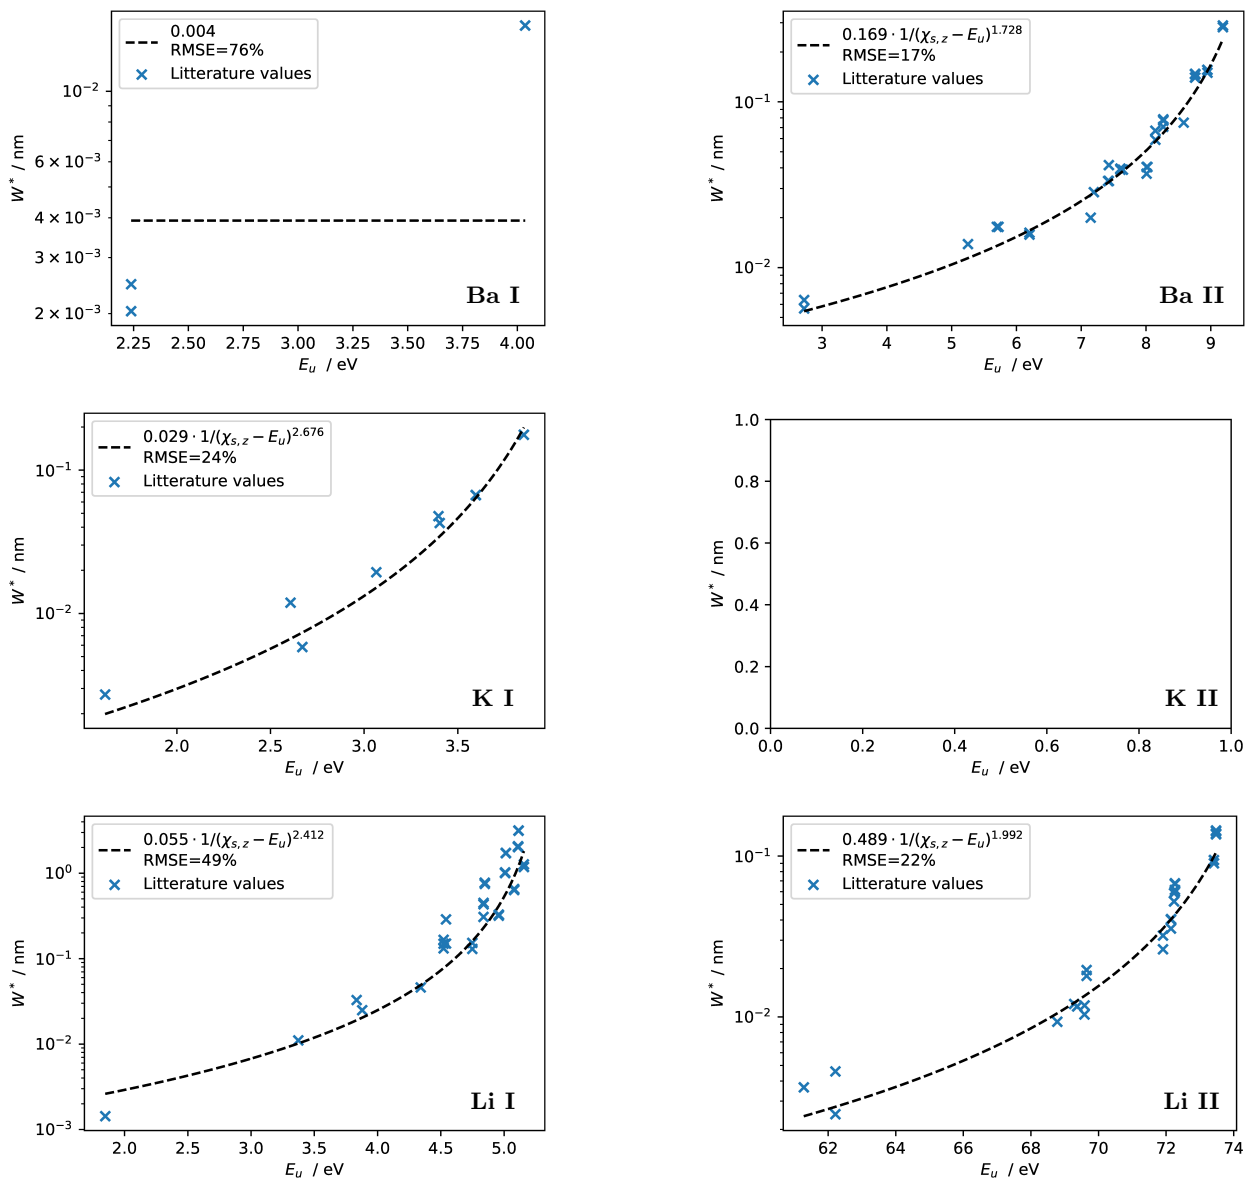 0.004
RMSE=76%
Litterature values
10⁻²
6 × 10⁻³
4 × 10⁻³
3 × 10⁻³
2 × 10⁻³
W* / nm
Ba I
2.25 2.50 2.75 3.00 3.25 3.50 3.75 4.00
E_u / eV
0.169 · 1/(χ_{s,z} − E_u)^{1.728}
RMSE=17%
Litterature values
10⁻¹
10⁻²
W* / nm
Ba II
3 4 5 6 7 8 9
E_u / eV
0.029 · 1/(χ_{s,z} − E_u)^{2.676}
RMSE=24%
Litterature values
10⁻¹
10⁻²
W* / nm
K I
2.0 2.5 3.0 3.5
E_u / eV
1.0
0.8
0.6
0.4
0.2
0.0
W* / nm
K II
0.0 0.2 0.4 0.6 0.8 1.0
E_u / eV
0.055 · 1/(χ_{s,z} − E_u)^{2.412}
RMSE=49%
Litterature values
10⁰
10⁻¹
10⁻²
10⁻³
W* / nm
Li I
2.0 2.5 3.0 3.5 4.0 4.5 5.0
E_u / eV
0.489 · 1/(χ_{s,z} − E_u)^{1.992}
RMSE=22%
Litterature values
10⁻¹
10⁻²
W* / nm
Li II
62 64 66 68 70 72 74
E_u / eV